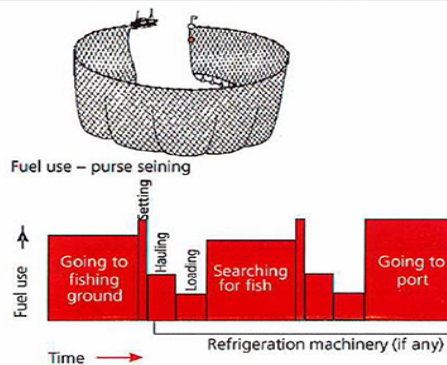 Fuel use – purse seining
Fuel use
Going to
fishing
ground
Setting
Hauling
Loading
Searching
for fish
Going to
port
Refrigeration machinery (if any)
Time